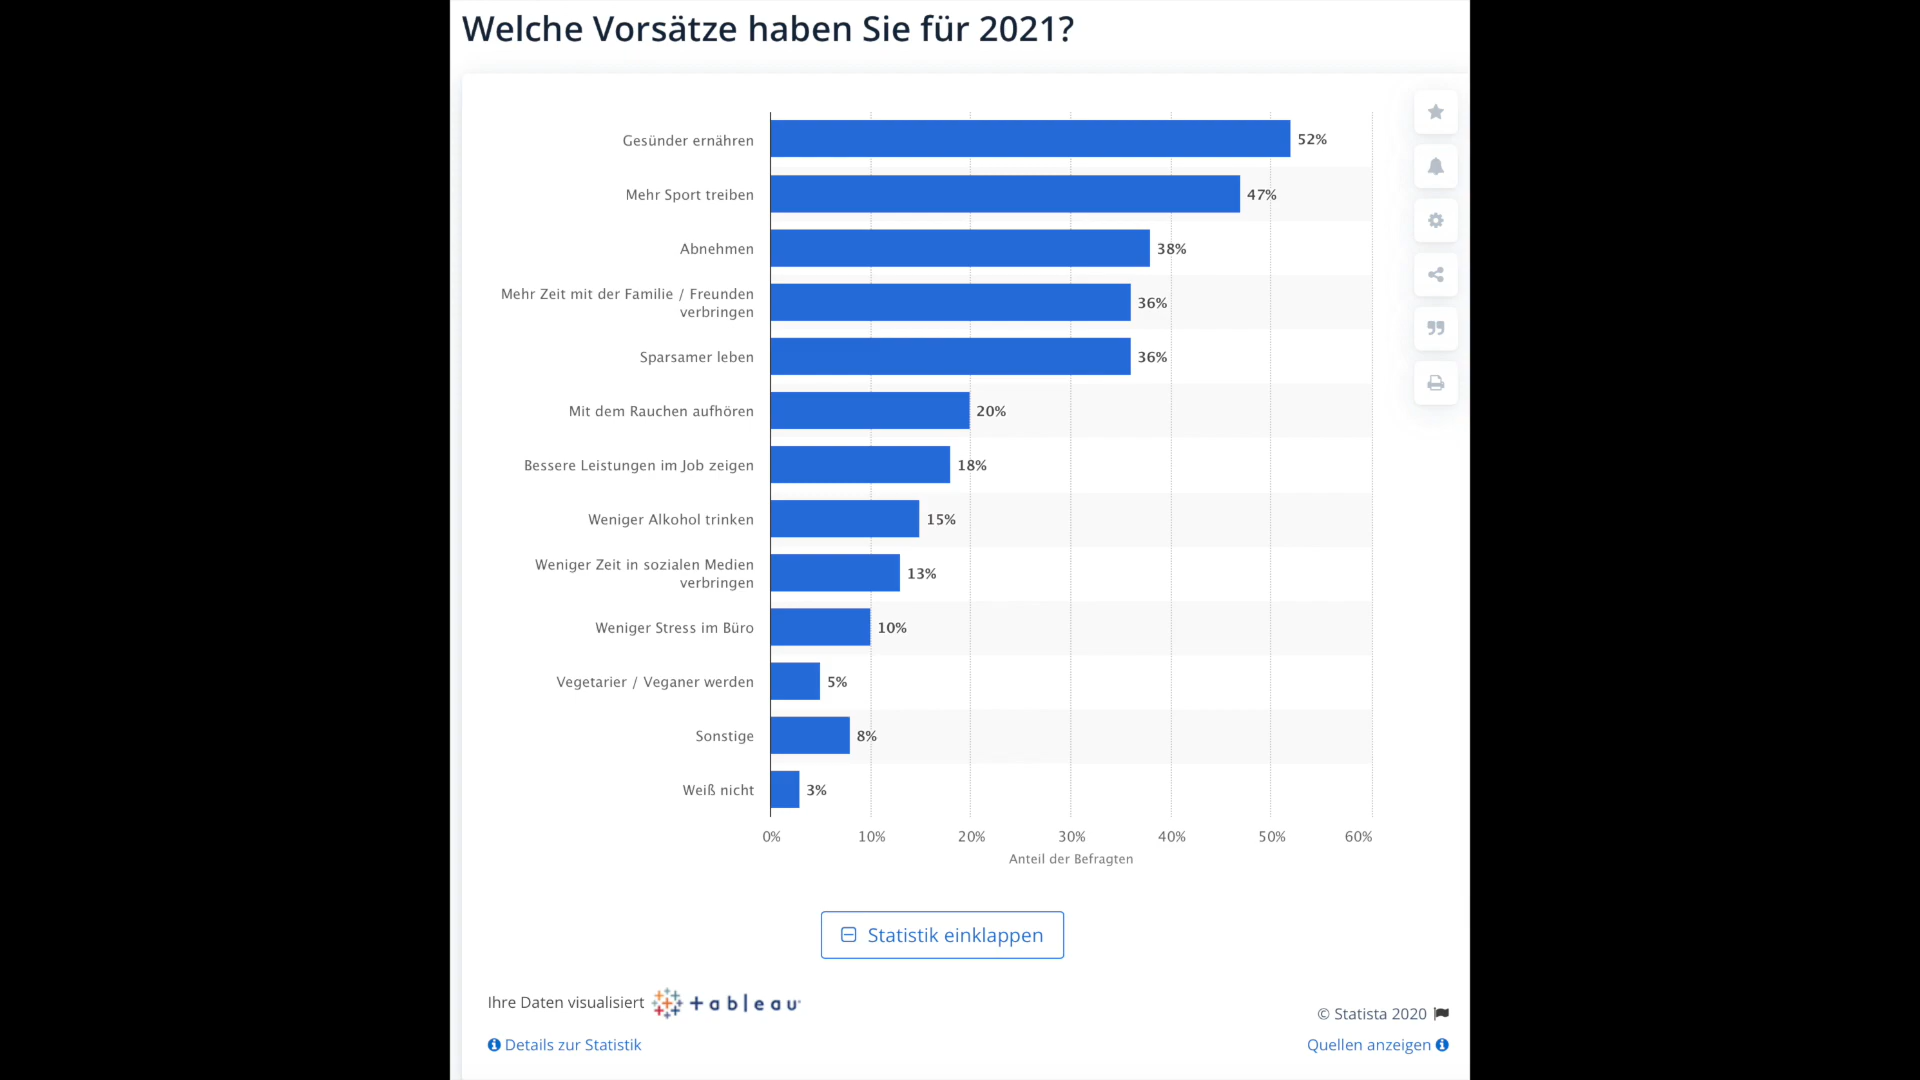 Welche Vorsätze haben Sie für 2021?
Gesünder ernähren 52%
Mehr Sport treiben 47%
Abnehmen 38%
Mehr Zeit mit der Familie / Freunden
verbringen 36%
Sparsamer leben 36%
Mit dem Rauchen aufhören 20%
Bessere Leistungen im Job zeigen 18%
Weniger Alkohol trinken 15%
Weniger Zeit in sozialen Medien
verbringen 13%
Weniger Stress im Büro 10%
Vegetarier / Veganer werden 5%
Sonstige 8%
Weiß nicht 3%
0% 10% 20% 30% 40% 50% 60%
Anteil der Befragten
Statistik einklappen
Ihre Daten visualisiert +ableau
© Statista 2020
Details zur Statistik
Quellen anzeigen